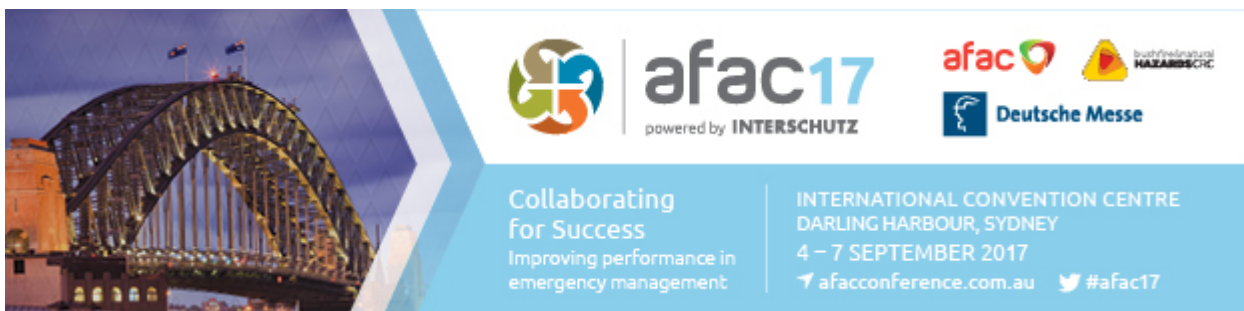 afac17
powered by INTERSCHUTZ
afac
bushfire&natural
HAZARDSCRC
Deutsche Messe
Collaborating
for Success
Improving performance in
emergency management
INTERNATIONAL CONVENTION CENTRE
DARLING HARBOUR, SYDNEY
4 – 7 SEPTEMBER 2017
afacconference.com.au #afac17